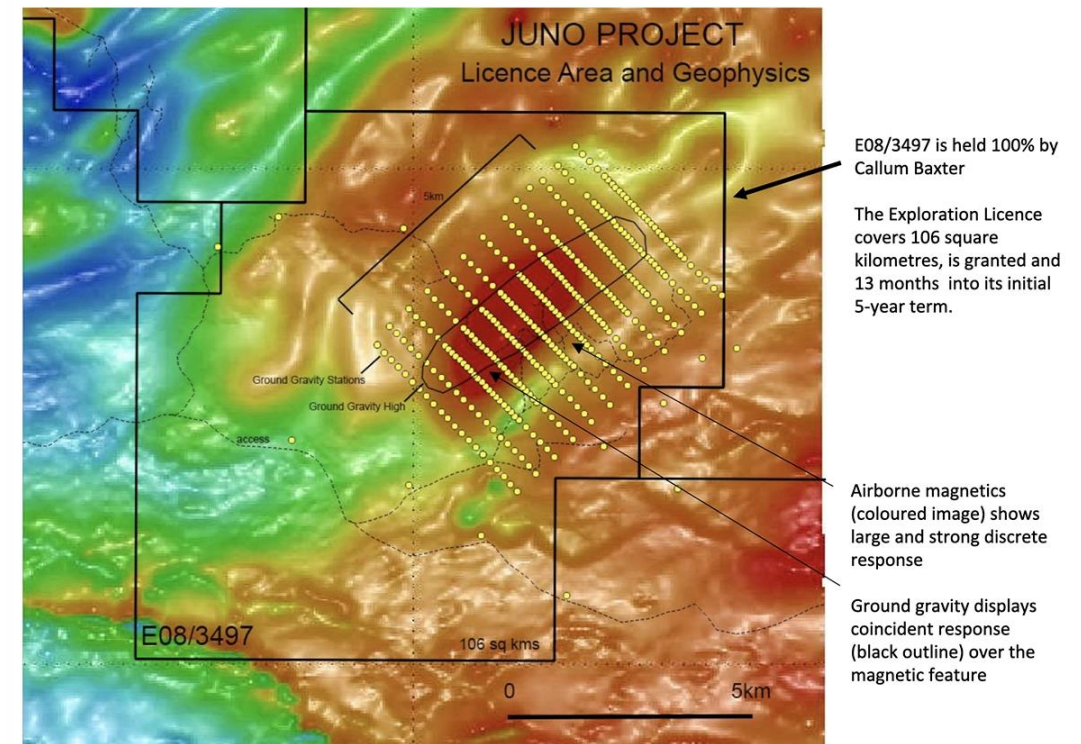 JUNO PROJECT
Licence Area and Geophysics
E08/3497 is held 100% by
Callum Baxter
The Exploration Licence
covers 106 square
kilometres, is granted and
13 months into its initial
5-year term.
5km
Ground Gravity Stations
Ground Gravity High
access
Airborne magnetics
(coloured image) shows
large and strong discrete
response
Ground gravity displays
coincident response
(black outline) over the
magnetic feature
E08/3497
106 sq kms
0
5km